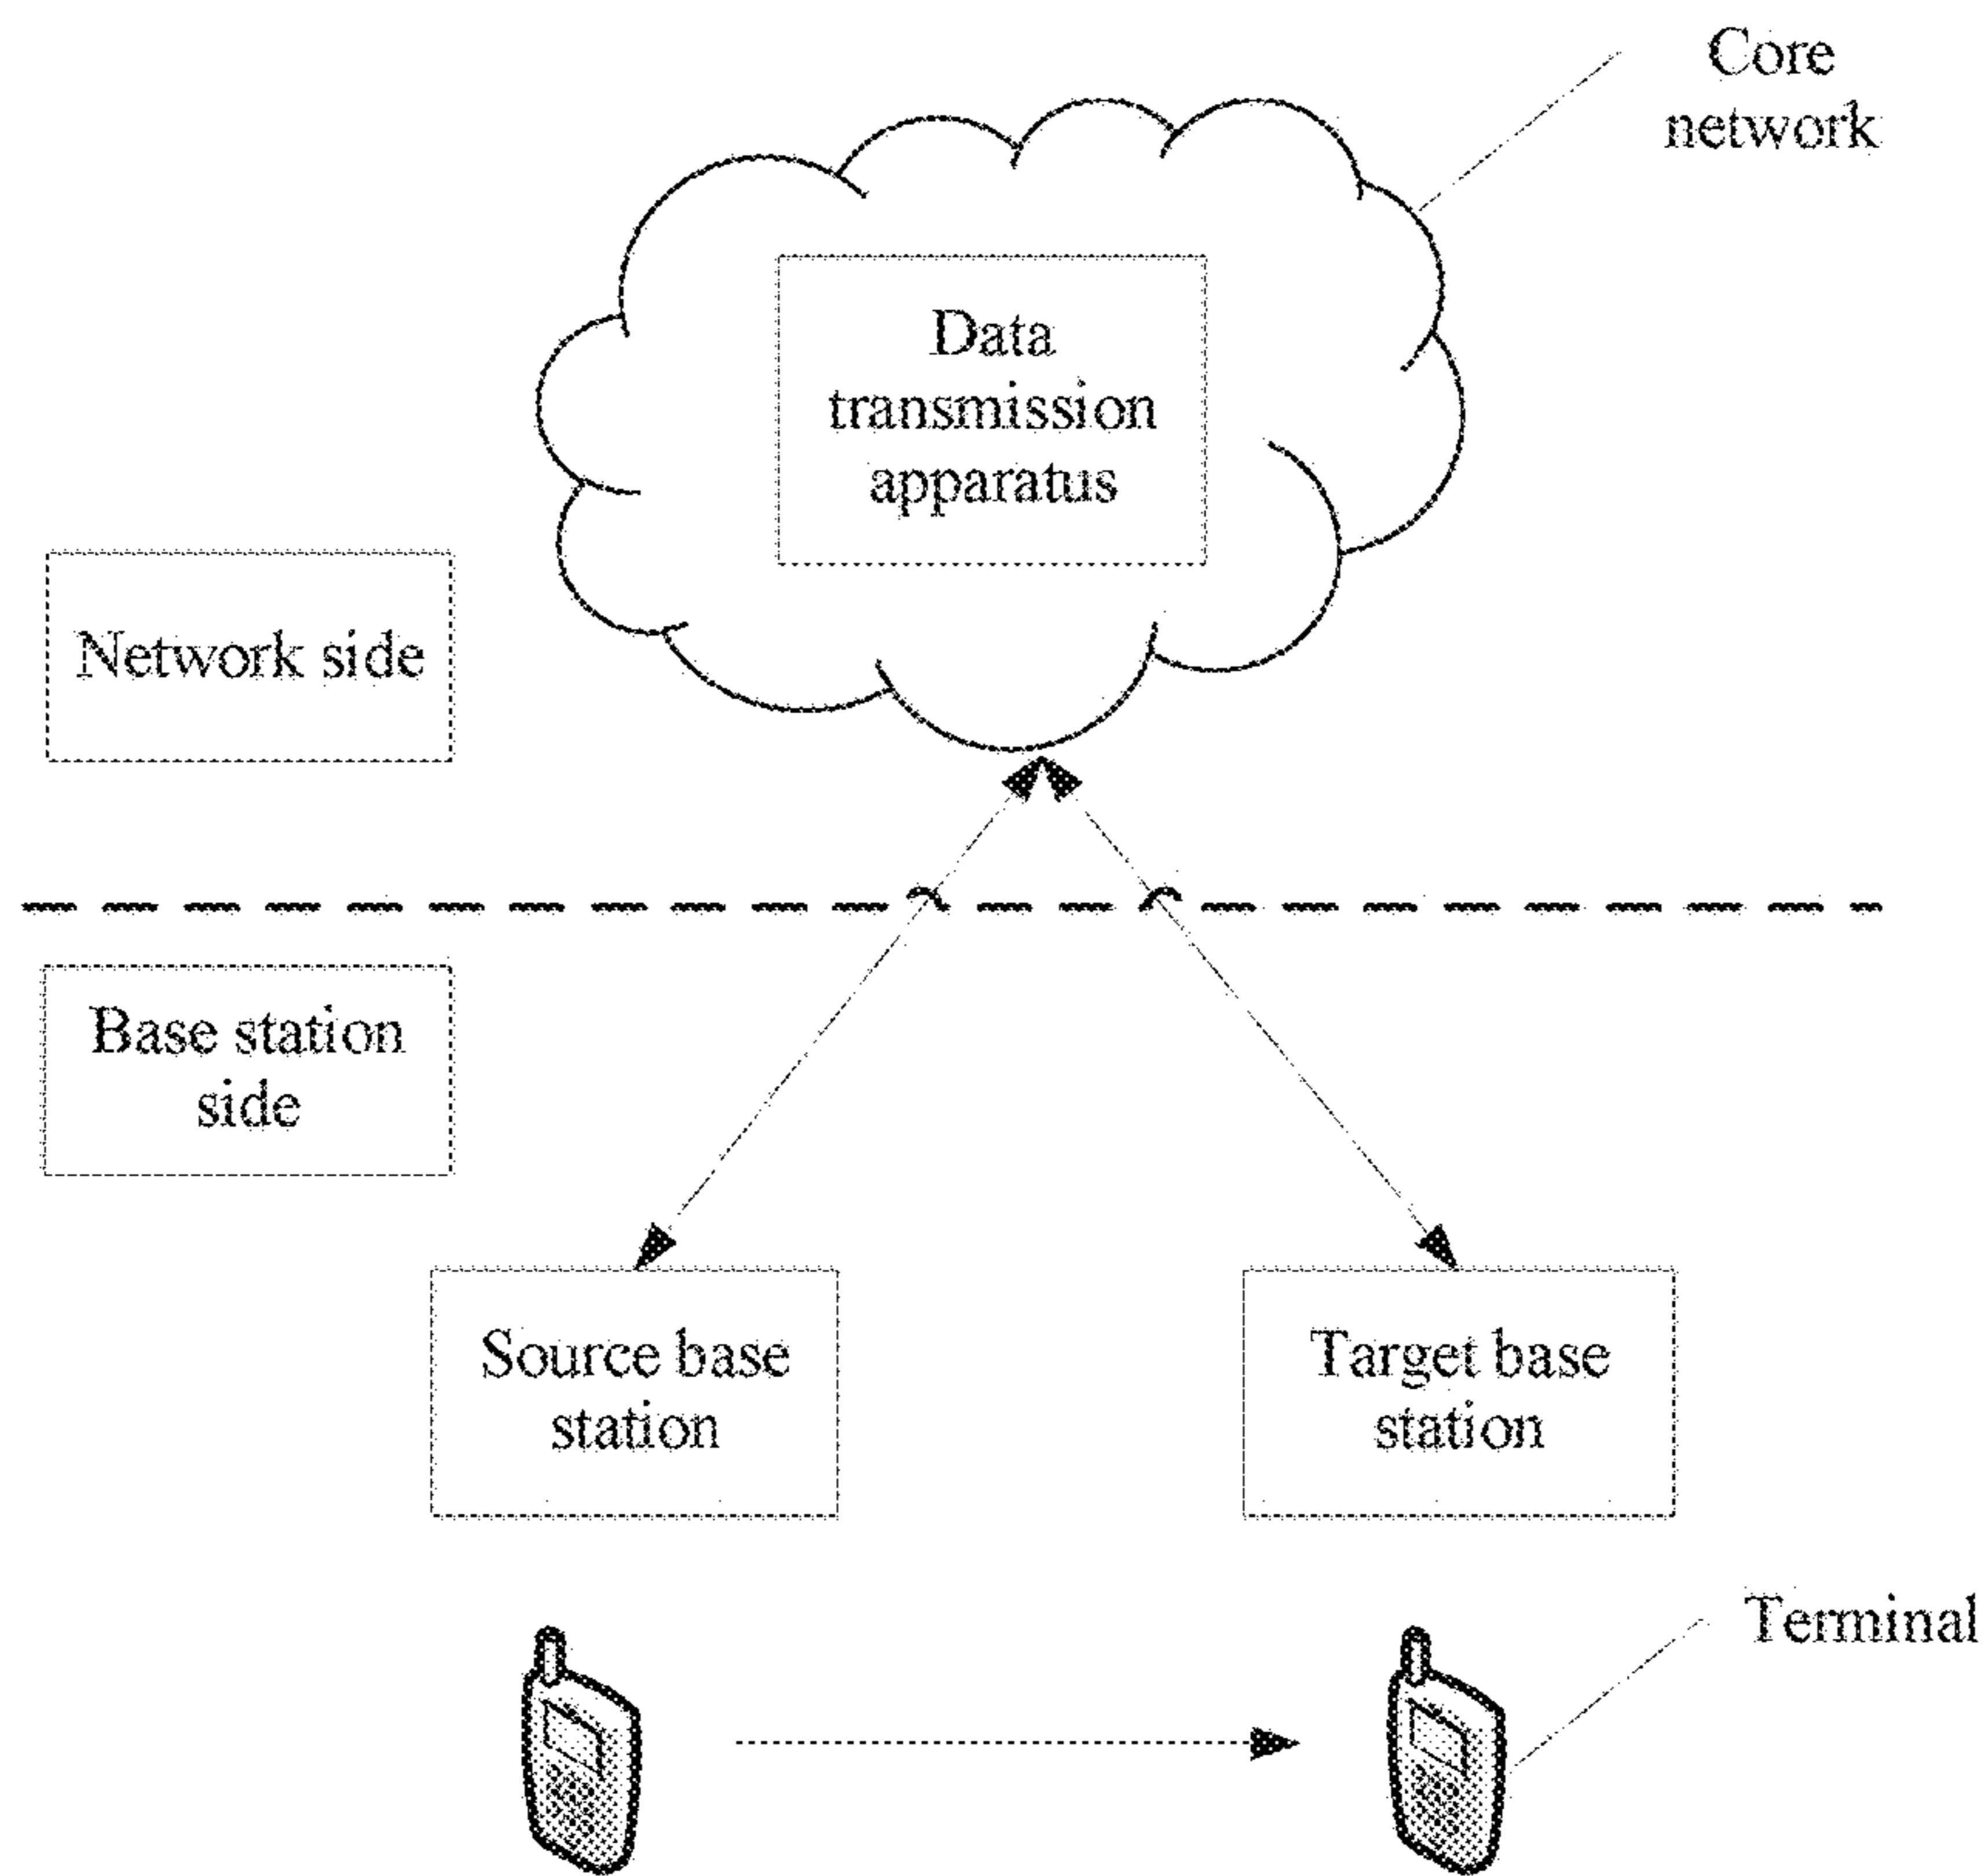 Core
network
Data
transmission
apparatus
Network side
Base station
side
Source base
station
Target base
station
Terminal